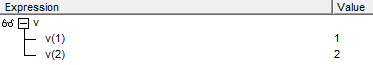 Expression Value
v
v(1) 1
v(2) 2